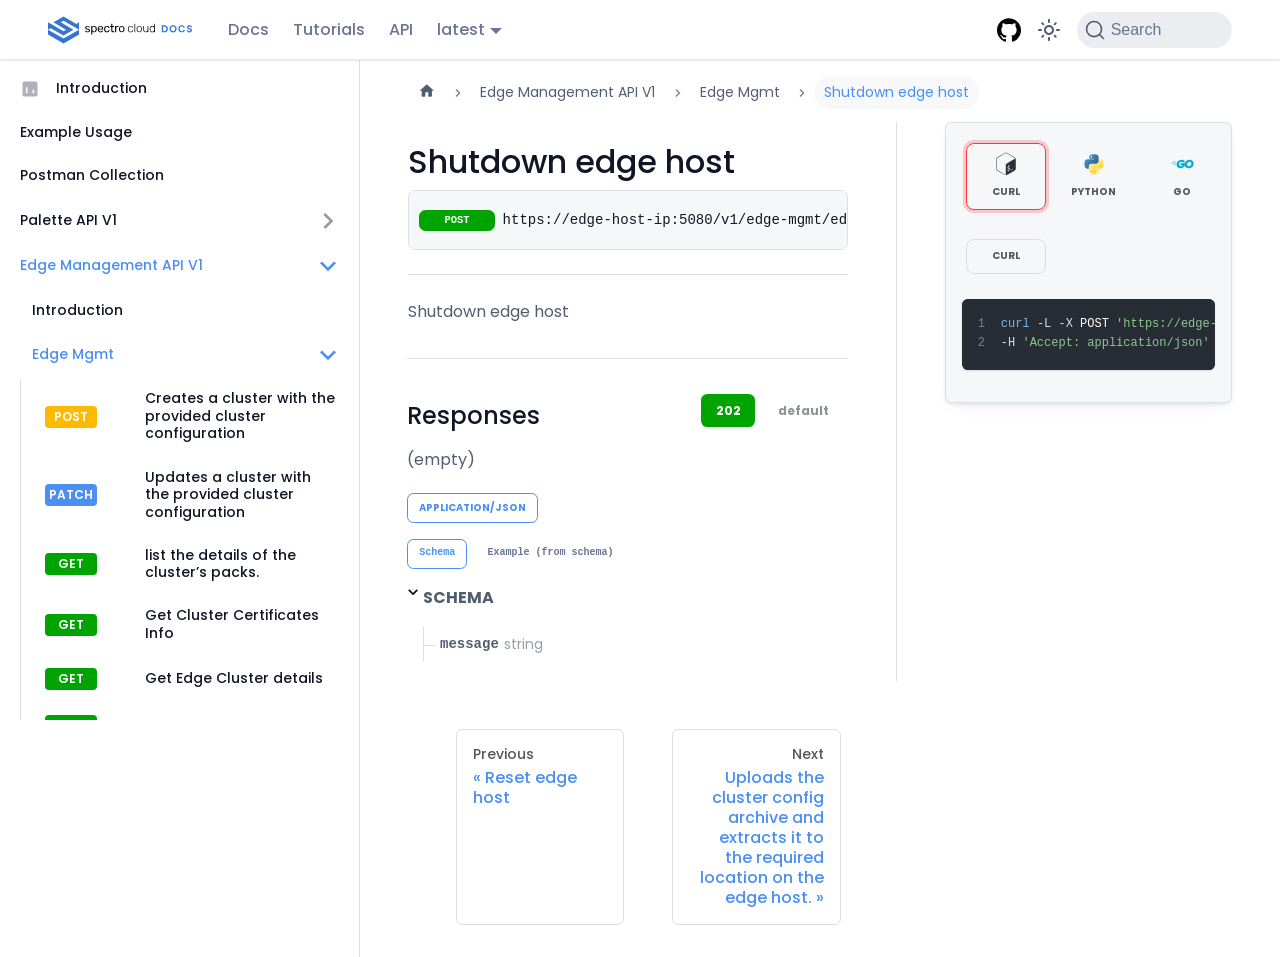 spectro cloud DOCS
Docs
Tutorials
API
latest
Search
Introduction
Example Usage
Postman Collection
Palette API V1
Edge Management API V1
Introduction
Edge Mgmt
POST
Creates a cluster with the
provided cluster
configuration
PATCH
Updates a cluster with
the provided cluster
configuration
GET
list the details of the
cluster’s packs.
GET
Get Cluster Certificates
Info
GET
Get Edge Cluster details
Edge Management API V1
Edge Mgmt
Shutdown edge host
Shutdown edge host
POST
https://edge-host-ip:5080/v1/edge-mgmt/ed
Shutdown edge host
Responses
202
default
(empty)
APPLICATION/JSON
Schema
Example (from schema)
SCHEMA
message string
Previous
« Reset edge
host
Next
Uploads the
cluster config
archive and
extracts it to
the required
location on the
edge host. »
CURL
PYTHON
GO
GO
CURL
1 curl -L -X POST 'https://edge-
2 -H 'Accept: application/json'